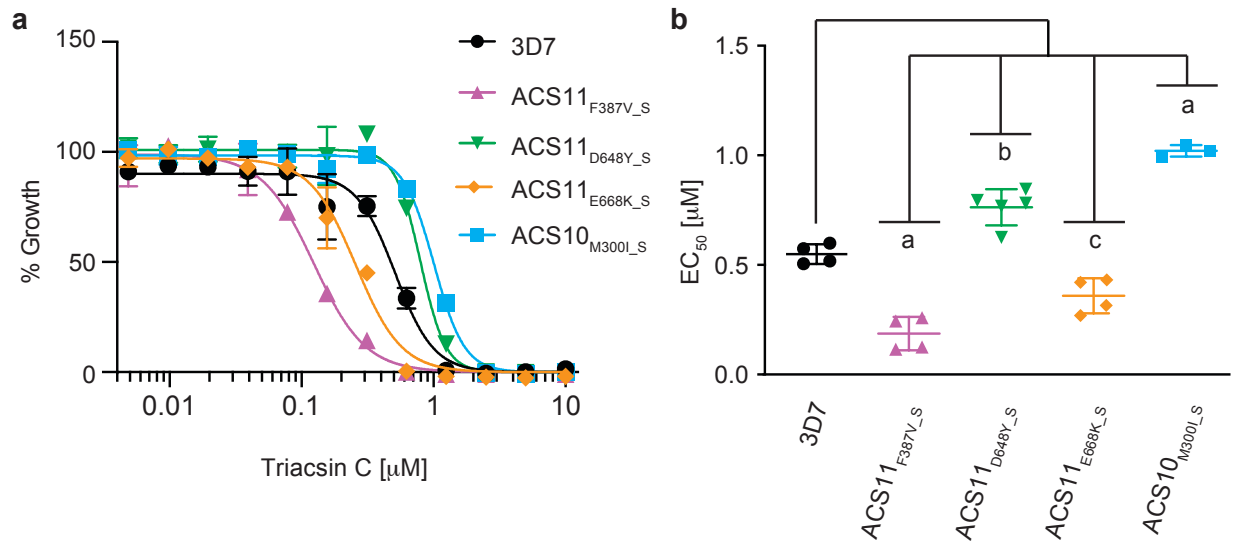 a
150
100
50
0
% Growth
0.01 0.1 1 10
Triacsin C [µM]
3D7
ACS11F387V_S
ACS11D648Y_S
ACS11E668K_S
ACS10M300I_S
b
1.5
1.0
0.5
0.0
EC50 [µM]
a
b
c
a
3D7
ACS11F387V_S
ACS11D648Y_S
ACS11E668K_S
ACS10M300I_S